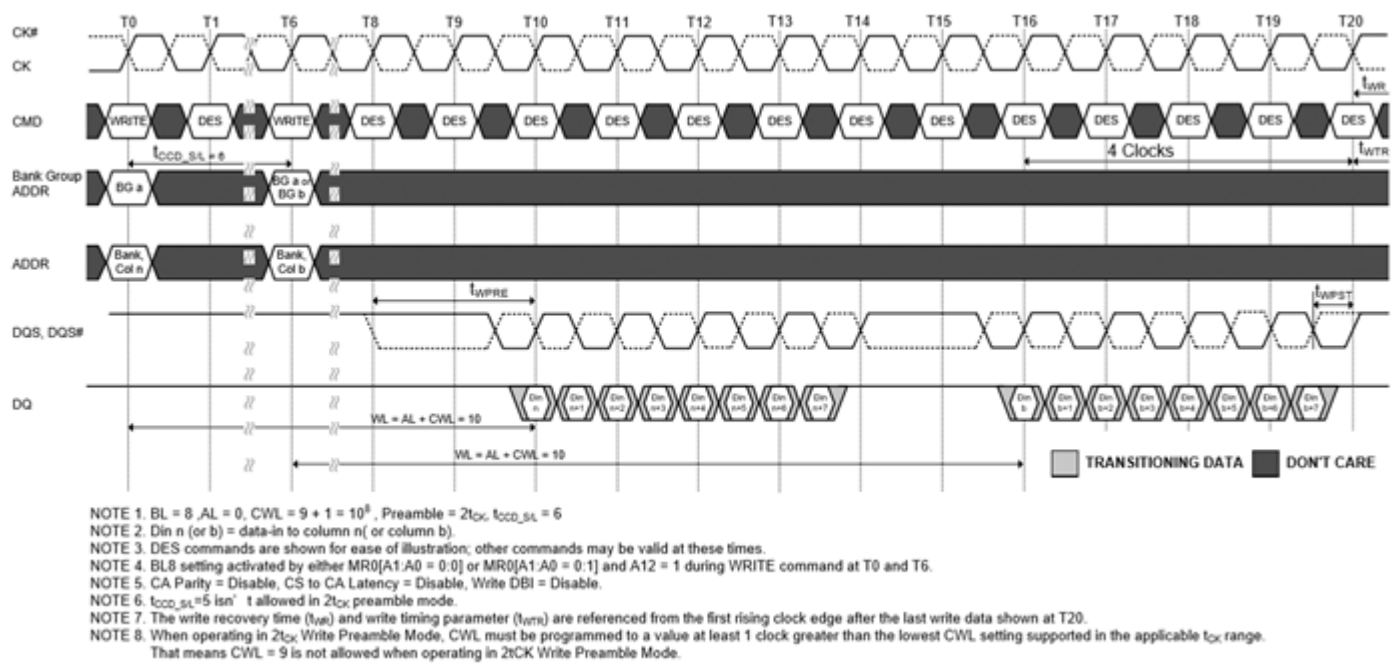 T0 T1 T6 T8 T9 T10 T11 T12 T13 T14 T15 T16 T17 T18 T19 T20
CK#
CK
tWR
CMD WRITE DES WRITE DES DES DES DES DES DES DES DES DES DES DES DES DES
tCCD_S/L = 6
4 Clocks
tWTR
Bank Group
ADDR
BG a
BG a or
BG b
ADDR
Bank,
Col n
Bank,
Col b
tWPRE
tWPST
DQS, DQS#
DQ
Din
n
Din
n+1
Din
n+2
Din
n+3
Din
n+4
Din
n+5
Din
n+6
Din
n+7
Din
b
Din
b+1
Din
b+2
Din
b+3
Din
b+4
Din
b+5
Din
b+6
Din
b+7
WL = AL + CWL = 10
WL = AL + CWL = 10
TRANSITIONING DATA
DON'T CARE
NOTE 1. BL = 8 ,AL = 0, CWL = 9 + 1 = 10⁸ , Preamble = 2tCK, tCCD_S/L = 6
NOTE 2. Din n (or b) = data-in to column n( or column b).
NOTE 3. DES commands are shown for ease of illustration; other commands may be valid at these times.
NOTE 4. BL8 setting activated by either MR0[A1:A0 = 0:0] or MR0[A1:A0 = 0:1] and A12 = 1 during WRITE command at T0 and T6.
NOTE 5. CA Parity = Disable, CS to CA Latency = Disable, Write DBI = Disable.
NOTE 6. tCCD_S/L=5 isn' t allowed in 2tCK preamble mode.
NOTE 7. The write recovery time (tWR) and write timing parameter (tWTR) are referenced from the first rising clock edge after the last write data shown at T20.
NOTE 8. When operating in 2tCK Write Preamble Mode, CWL must be programmed to a value at least 1 clock greater than the lowest CWL setting supported in the applicable tCK range.
That means CWL = 9 is not allowed when operating in 2tCK Write Preamble Mode.